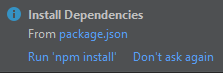 Install Dependencies
From package.json
Run 'npm install' Don't ask again